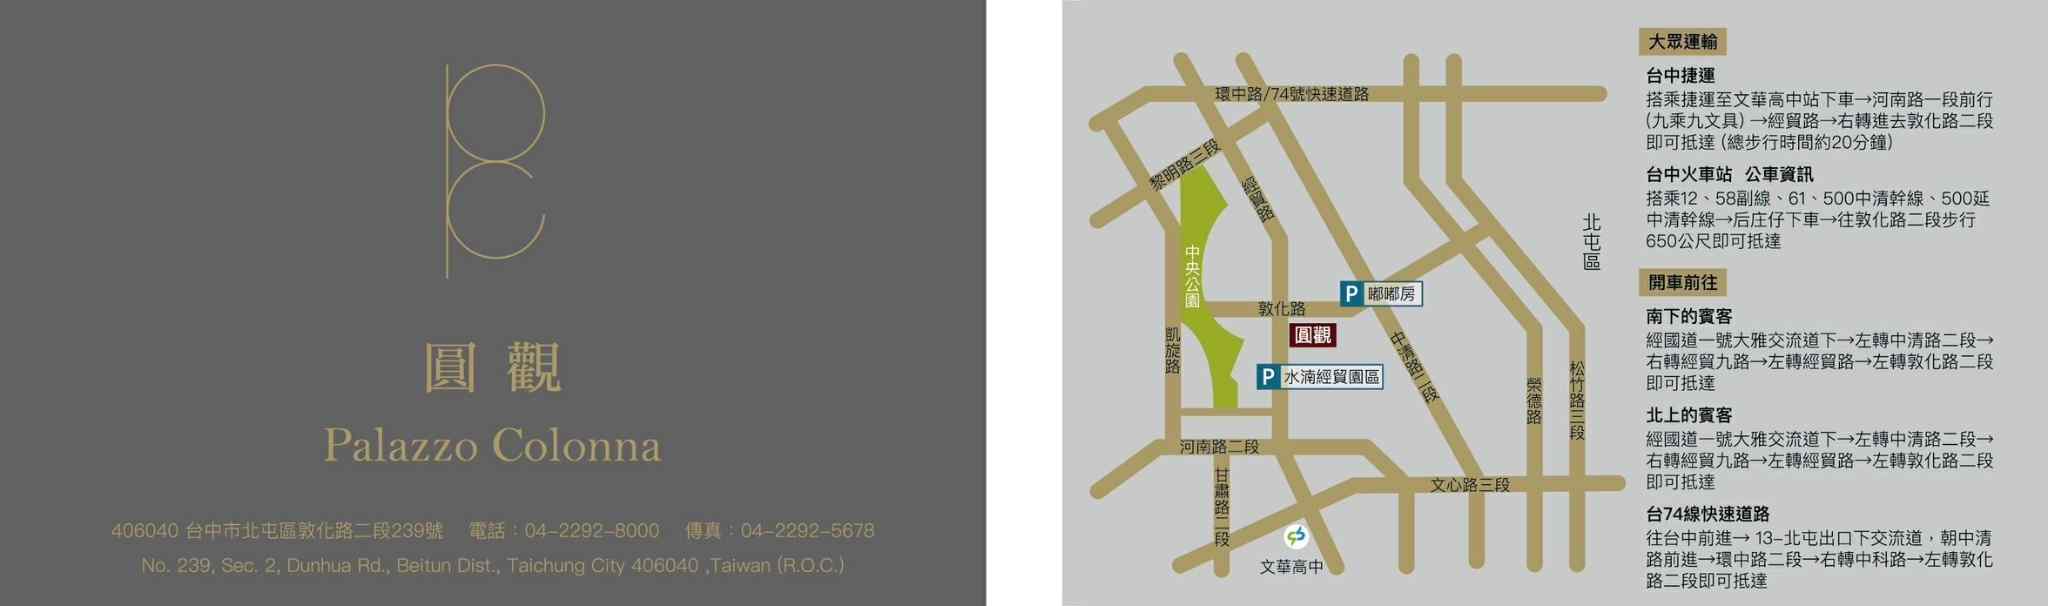 圓觀
Palazzo Colonna
406040 台中市北屯區敦化路二段239號 電話：04-2292-8000 傳真：04-2292-5678
No. 239, Sec. 2, Dunhua Rd., Beitun Dist., Taichung City 406040 ,Taiwan (R.O.C.)
環中路/74號快速道路
黎明路三段
經貿路
中央公園
北屯區
敦化路
P 嘟嘟房
圓觀
凱旋路
中清路二段
P 水湳經貿園區
榮德路
松竹路三段
河南路二段
甘肅路二段
文心路三段
文華高中
大眾運輸
台中捷運
搭乘捷運至文華高中站下車→河南路一段前行
(九乘九文具) →經貿路→右轉進去敦化路二段
即可抵達 (總步行時間約20分鐘)
台中火車站 公車資訊
搭乘12、58副線、61、500中清幹線、500延
中清幹線→后庄仔下車→往敦化路二段步行
650公尺即可抵達
開車前往
南下的賓客
經國道一號大雅交流道下→左轉中清路二段→
右轉經貿九路→左轉經貿路→左轉敦化路二段
即可抵達
北上的賓客
經國道一號大雅交流道下→左轉中清路二段→
右轉經貿九路→左轉經貿路→左轉敦化路二段
即可抵達
台74線快速道路
往台中前進→ 13-北屯出口下交流道，朝中清
路前進→環中路二段→右轉中科路→左轉敦化
路二段即可抵達